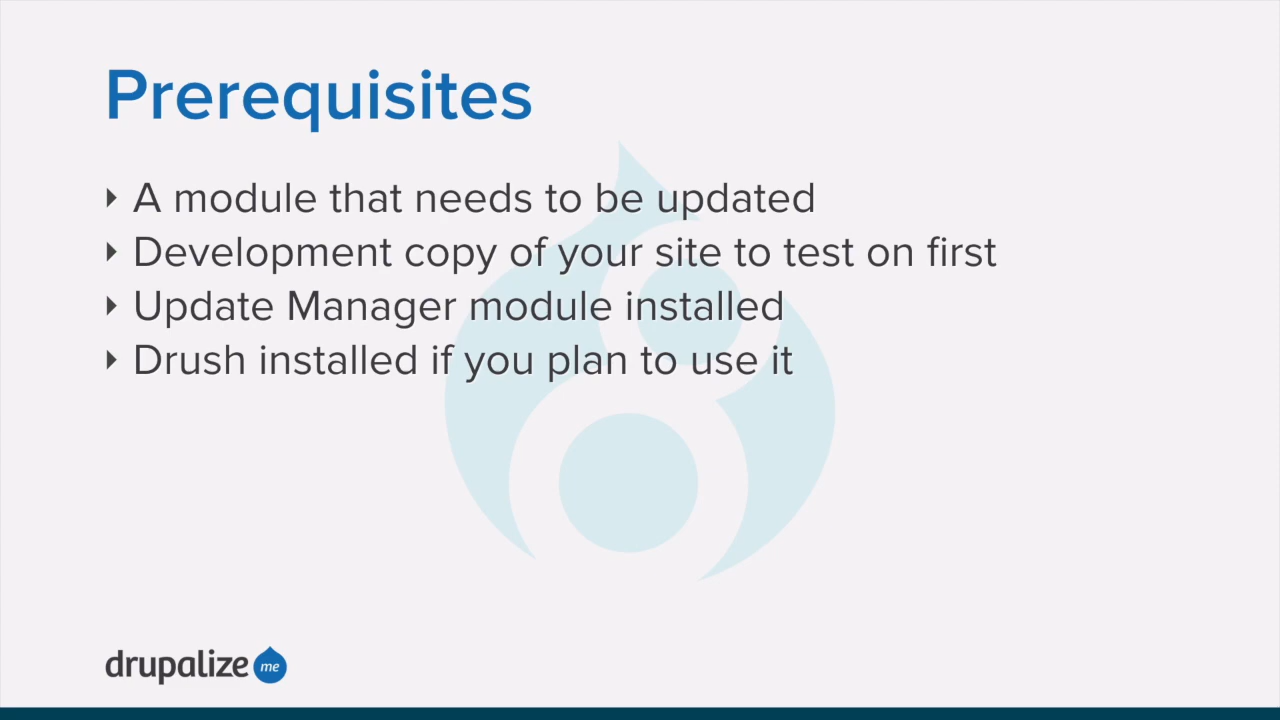 Prerequisites
‣ A module that needs to be updated
‣ Development copy of your site to test on first
‣ Update Manager module installed
‣ Drush installed if you plan to use it
drupalize me